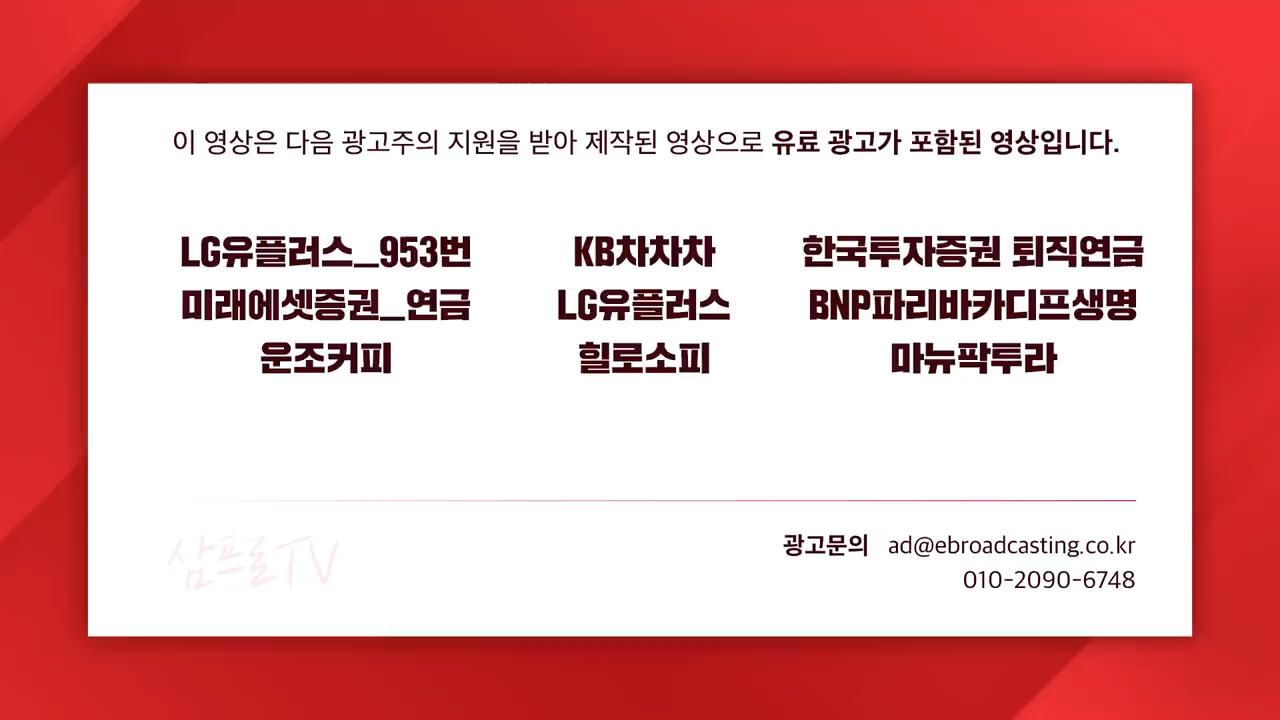 이 영상은 다음 광고주의 지원을 받아 제작된 영상으로 유료 광고가 포함된 영상입니다.
LG유플러스_953번 KB차차차 한국투자증권 퇴직연금
미래에셋증권_연금 LG유플러스 BNP파리바카디프생명
운조커피 힐로소피 마뉴팍투라
삼프로TV
광고문의 ad@ebroadcasting.co.kr
010-2090-6748